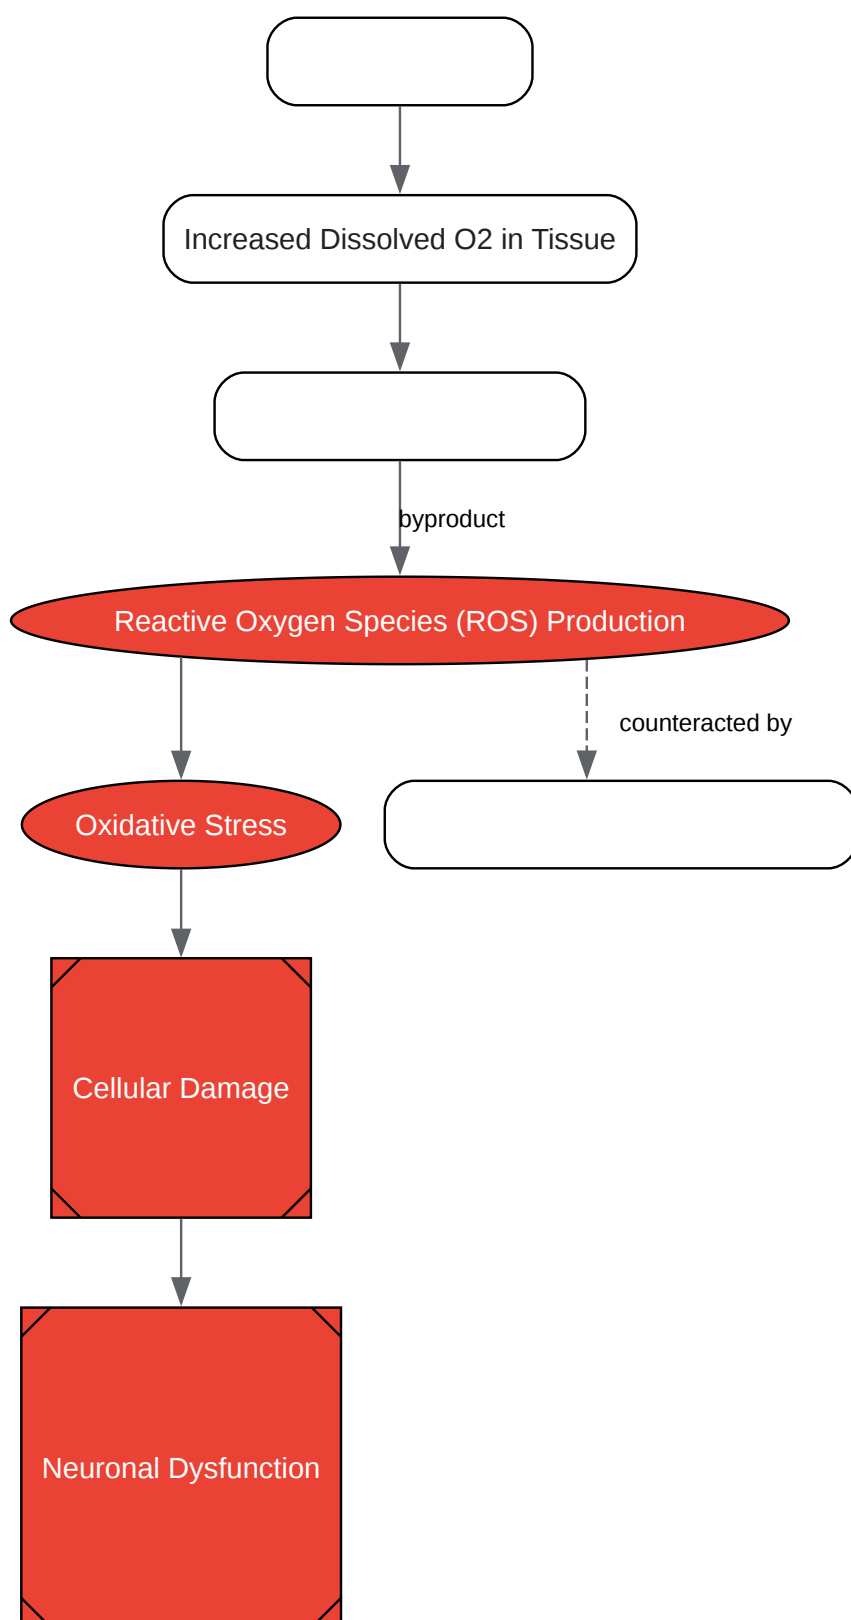 Increased Dissolved O2 in Tissue
byproduct
Reactive Oxygen Species (ROS) Production
counteracted by
Oxidative Stress
Cellular Damage
Neuronal Dysfunction